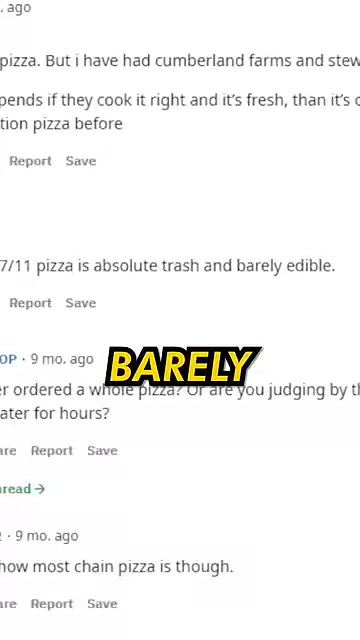 . ago
pizza. But i have had cumberland farms and stew
pends if they cook it right and it's fresh, than it's
tion pizza before
Report Save
7/11 pizza is absolute trash and barely edible.
Report Save
OP · 9 mo. ago
BARELY
er ordered a whole pizza? Or are you judging by th
ater for hours?
are Report Save
read →
· 9 mo. ago
how most chain pizza is though.
are Report Save